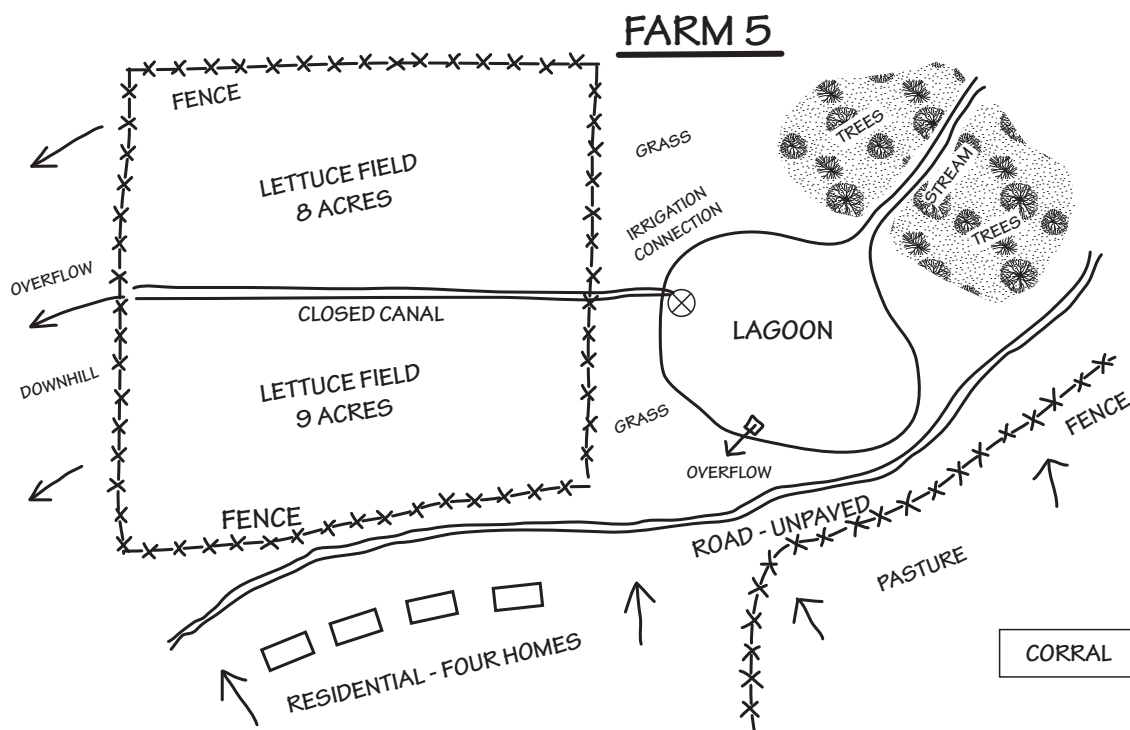 FARM 5
FENCE
LETTUCE FIELD
8 ACRES
GRASS
TREES
STREAM
TREES
IRRIGATION
CONNECTION
OVERFLOW
CLOSED CANAL
LAGOON
DOWNHILL
LETTUCE FIELD
9 ACRES
GRASS
FENCE
OVERFLOW
FENCE
ROAD - UNPAVED
PASTURE
RESIDENTIAL - FOUR HOMES
CORRAL